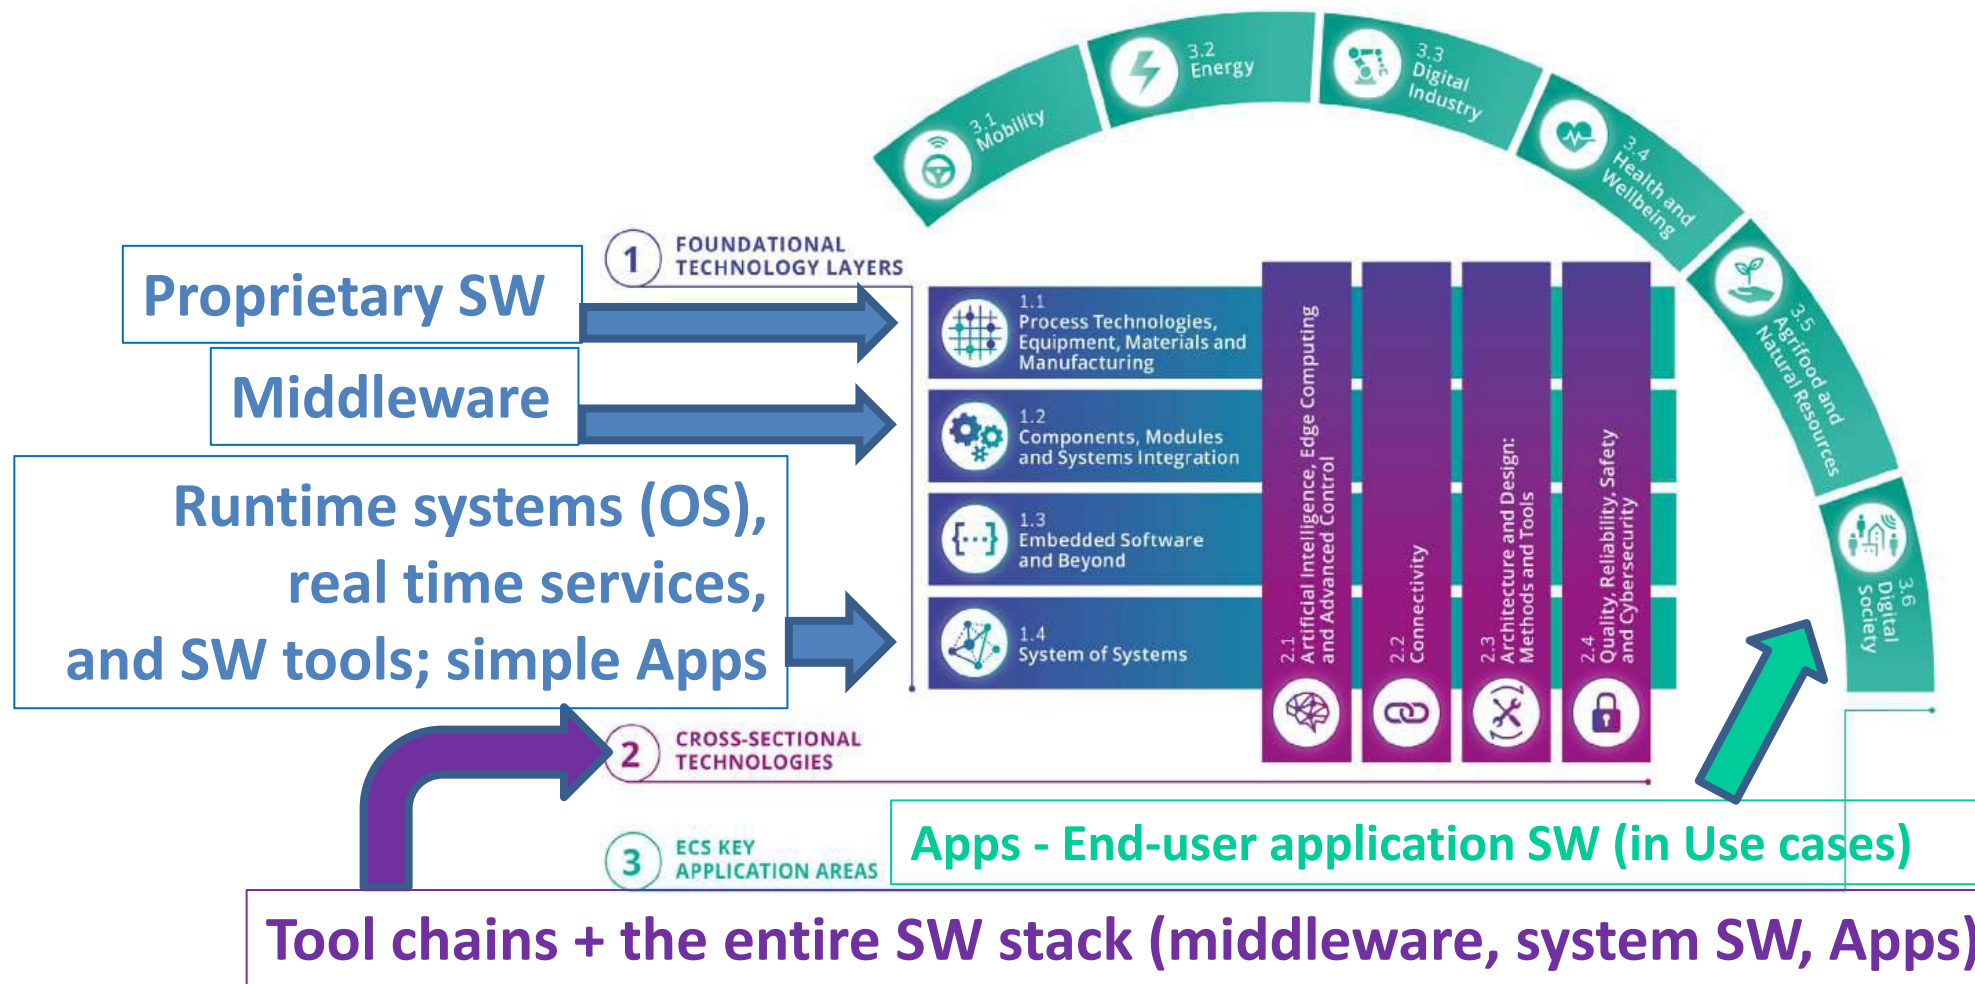 3.1
Mobility
3.2
Energy
3.3
Digital
Industry
3.4
Health and
Wellbeing
3.5
Agrifood and
Natural Resources
3.6
Digital
Society
1
FOUNDATIONAL
TECHNOLOGY LAYERS
Proprietary SW
Middleware
Runtime systems (OS),
real time services,
and SW tools; simple Apps
1.1
Process Technologies,
Equipment, Materials and
Manufacturing
1.2
Components, Modules
and Systems Integration
1.3
Embedded Software
and Beyond
1.4
System of Systems
2.1
Artificial Intelligence, Edge Computing
and Advanced Control
2.2
Connectivity
2.3
Architecture and Design:
Methods and Tools
2.4
Quality, Reliability, Safety
and Cybersecurity
2
CROSS-SECTIONAL
TECHNOLOGIES
3
ECS KEY
APPLICATION AREAS
Apps - End-user application SW (in Use cases)
Tool chains + the entire SW stack (middleware, system SW, Apps)